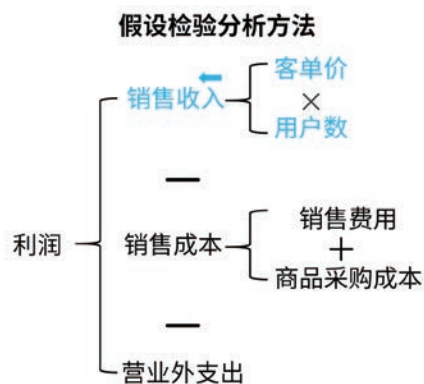 假设检验分析方法
客单价
销售收入
×
用户数
—
销售费用
利润
销售成本
+
商品采购成本
—
营业外支出